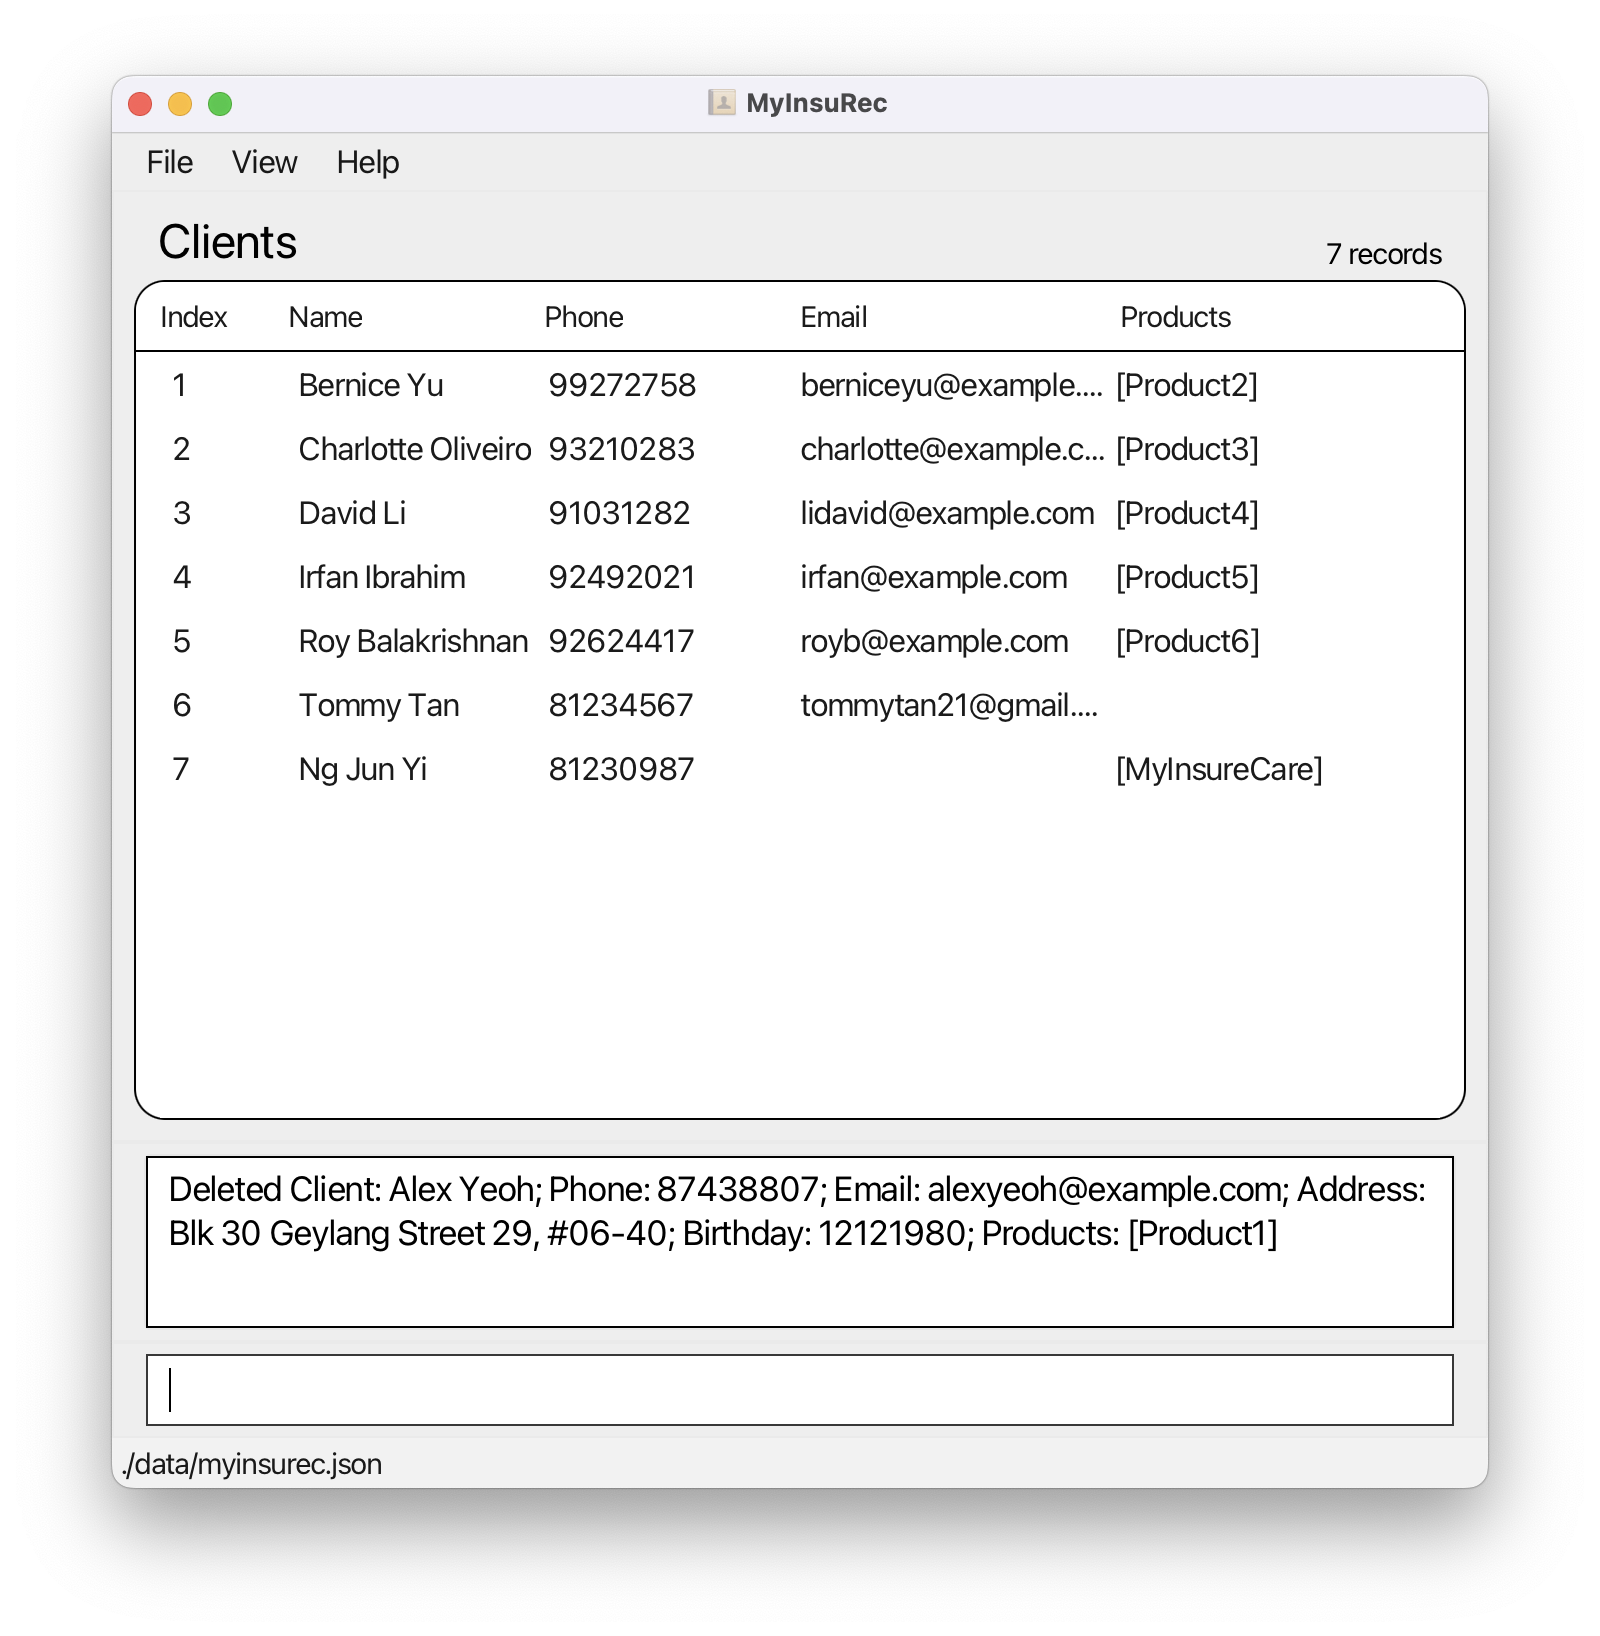 MyInsuRec
File View Help
Clients
7 records
Index Name Phone Email Products
1 Bernice Yu 99272758 berniceyu@example.... [Product2]
2 Charlotte Oliveiro 93210283 charlotte@example.c... [Product3]
3 David Li 91031282 lidavid@example.com [Product4]
4 Irfan Ibrahim 92492021 irfan@example.com [Product5]
5 Roy Balakrishnan 92624417 royb@example.com [Product6]
6 Tommy Tan 81234567 tommytan21@gmail....
7 Ng Jun Yi 81230987 [MyInsureCare]
Deleted Client: Alex Yeoh; Phone: 87438807; Email: alexyeoh@example.com; Address:
Blk 30 Geylang Street 29, #06-40; Birthday: 12121980; Products: [Product1]
./data/myinsurec.json